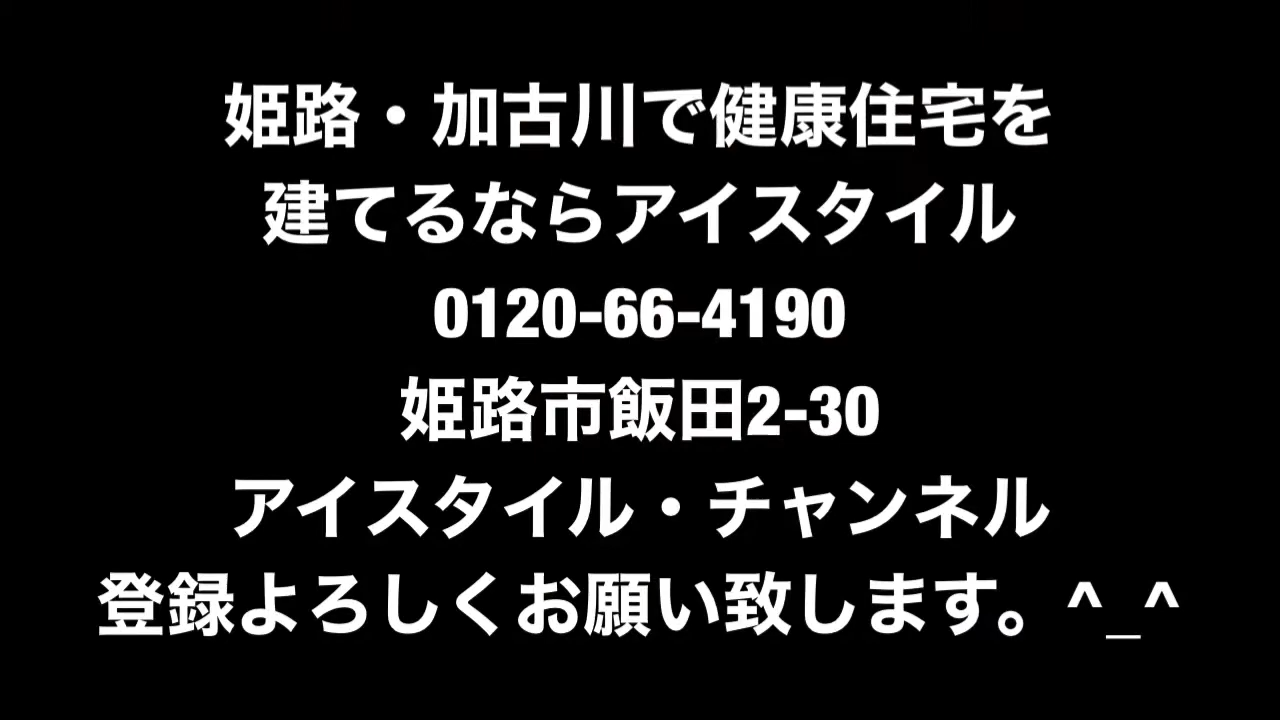 姫路・加古川で健康住宅を
建てるならアイスタイル
0120-66-4190
姫路市飯田2-30
アイスタイル・チャンネル
登録よろしくお願い致します。^_^